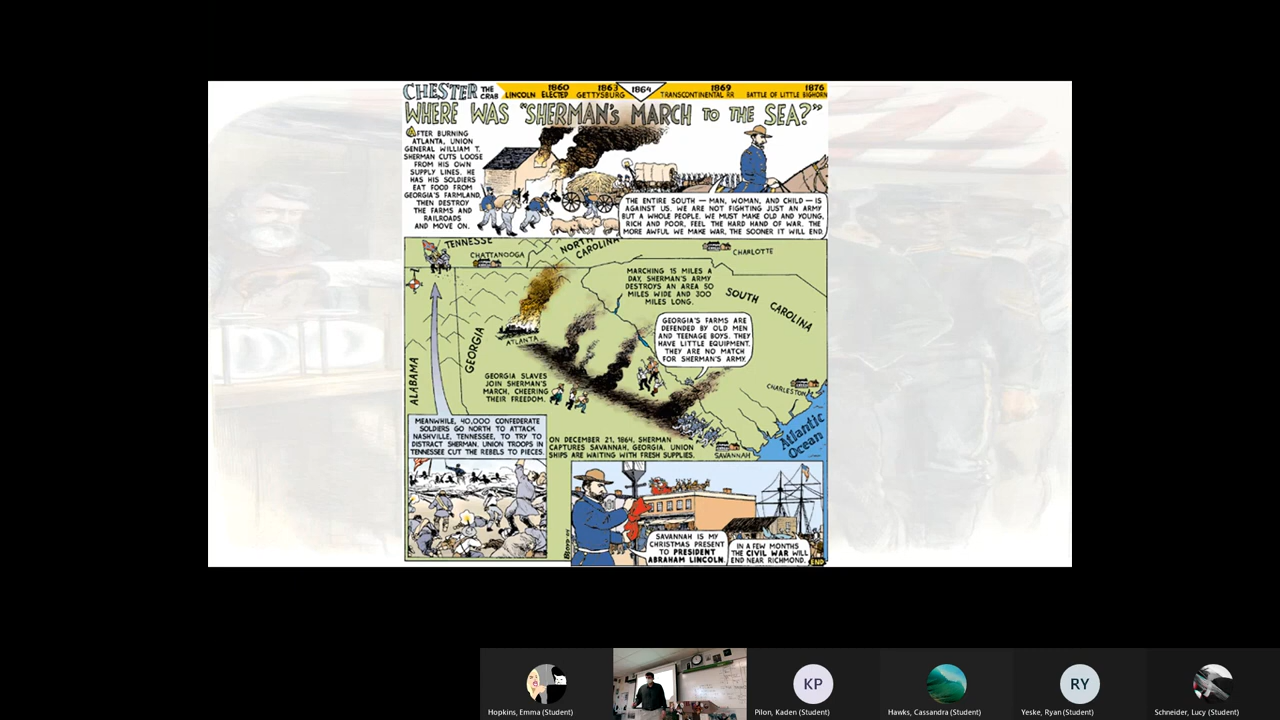 CHESTER THE CRAB
1860 LINCOLN ELECTED
1863 GETTYSBURG
1864
1869 TRANSCONTINENTAL RR
1876 BATTLE OF LITTLE BIGHORN
WHERE WAS "SHERMAN'S MARCH TO THE SEA?"
AFTER BURNING
ATLANTA, UNION
GENERAL WILLIAM T.
SHERMAN CUTS LOOSE
FROM HIS OWN
SUPPLY LINES. HE
HAS HIS SOLDIERS
EAT FOOD FROM
GEORGIA'S FARMLAND,
THEN DESTROY
THE FARMS AND
RAILROADS
AND MOVE ON.
THE ENTIRE SOUTH — MAN, WOMAN, AND CHILD — IS
AGAINST US. WE ARE NOT FIGHTING JUST AN ARMY
BUT A WHOLE PEOPLE. WE MUST MAKE OLD AND YOUNG,
RICH AND POOR, FEEL THE HARD HAND OF WAR. THE
MORE AWFUL WE MAKE WAR, THE SOONER IT WILL END.
TENNESSE
CHATTANOOGA
NORTH
CAROLINA
CHARLOTTE
MARCHING 15 MILES A
DAY, SHERMAN'S ARMY
DESTROYS AN AREA 50
MILES WIDE AND 300
MILES LONG.
SOUTH CAROLINA
GEORGIA'S FARMS ARE
DEFENDED BY OLD MEN
AND TEENAGE BOYS. THEY
HAVE LITTLE EQUIPMENT.
THEY ARE NO MATCH
FOR SHERMAN'S ARMY.
ATLANTA
GEORGIA
ALABAMA
GEORGIA SLAVES
JOIN SHERMAN'S
MARCH, CHEERING
THEIR FREEDOM.
CHARLESTON
Atlantic
Ocean
MEANWHILE, 40,000 CONFEDERATE
SOLDIERS GO NORTH TO ATTACK
NASHVILLE, TENNESSEE, TO TRY TO
DISTRACT SHERMAN. UNION TROOPS IN
TENNESSEE CUT THE REBELS TO PIECES.
ON DECEMBER 21, 1864, SHERMAN
CAPTURES SAVANNAH, GEORGIA. UNION
SHIPS ARE WAITING WITH FRESH SUPPLIES.
SAVANNAH
SAVANNAH IS MY
CHRISTMAS PRESENT
TO PRESIDENT
ABRAHAM LINCOLN.
IN A FEW MONTHS
THE CIVIL WAR WILL
END NEAR RICHMOND.
END
KP
RY
Hopkins, Emma (Student)
Pilon, Kaden (Student)
Hawks, Cassandra (Student)
Yeske, Ryan (Student)
Schneider, Lucy (Student)